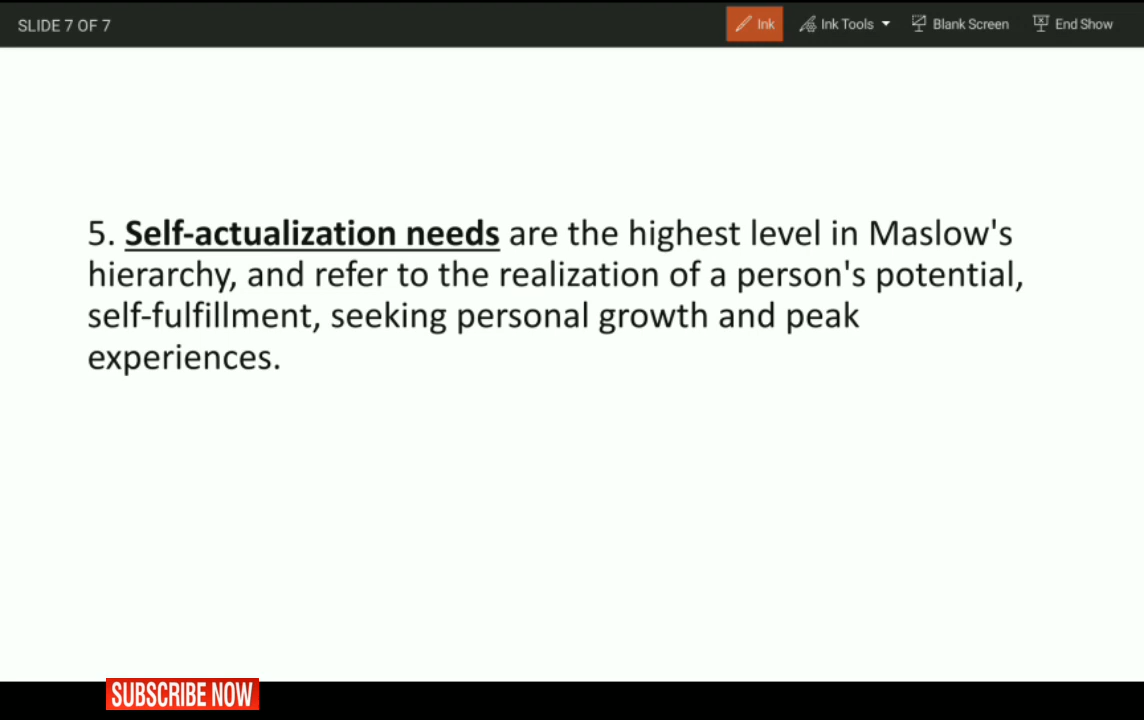 SLIDE 7 OF 7
Ink
Ink Tools
Blank Screen
End Show
5. Self-actualization needs are the highest level in Maslow's
hierarchy, and refer to the realization of a person's potential,
self-fulfillment, seeking personal growth and peak
experiences.
SUBSCRIBE NOW